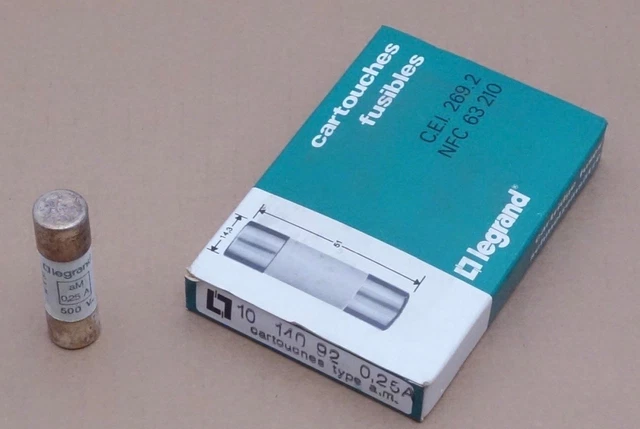 cartouches
fusibles
C.E.I. 269.2
NFC 63 210
legrand®
14,3
51
10 140 92 0,25A
cartouches type a.m.
legrand
aM
0,25 A
500 V